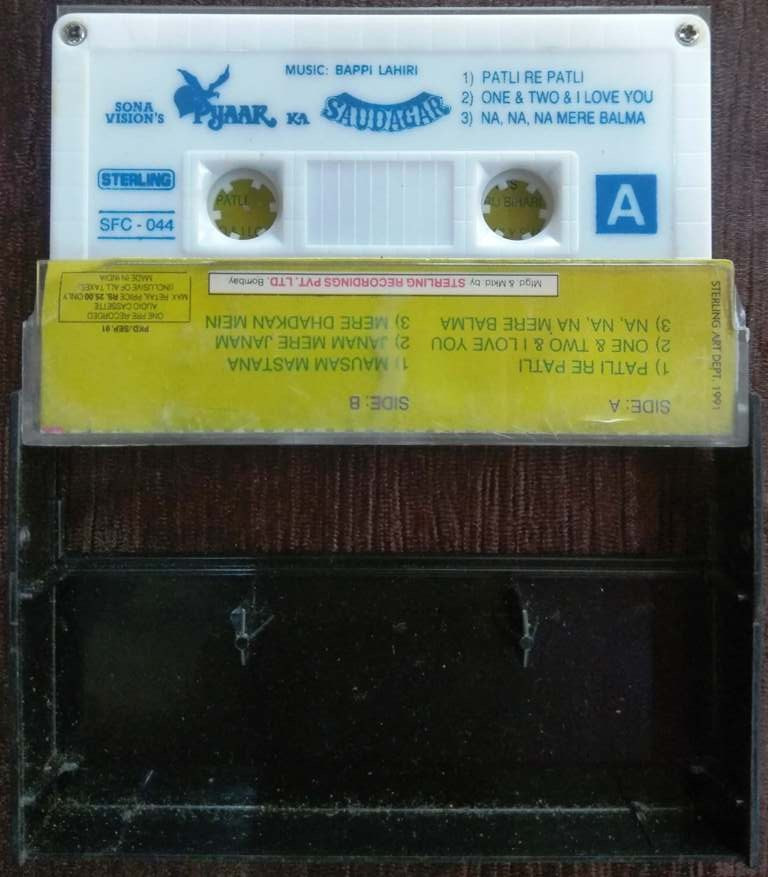 MUSIC: BAPPI LAHIRI
SONA
VISION'S
PYAAR KA SAUDAGAR
1) PATLI RE PATLI
2) ONE & TWO & I LOVE YOU
3) NA, NA, NA MERE BALMA
STERLING
SFC - 044
PATLI
BIHARI
A
SIDE: A
1) PATLI RE PATLI
2) ONE & TWO & I LOVE YOU
3) NA, NA, NA MERE BALMA
SIDE: B
1) MAUSAM MASTANA
2) JANAM MERE JANAM
3) MERE DHADKAN MEIN
Mfgd & Mktd by STERLING RECORDINGS PVT. LTD. Bombay
PKD/SEP. 91
ONE PRE-RECORDED
AUDIO CASSETTE
MAX. RETAIL PRICE RS. 25.00 ONLY
(INCLUSIVE OF ALL TAXES)
MADE IN INDIA
STERLING ART DEPT. 1991